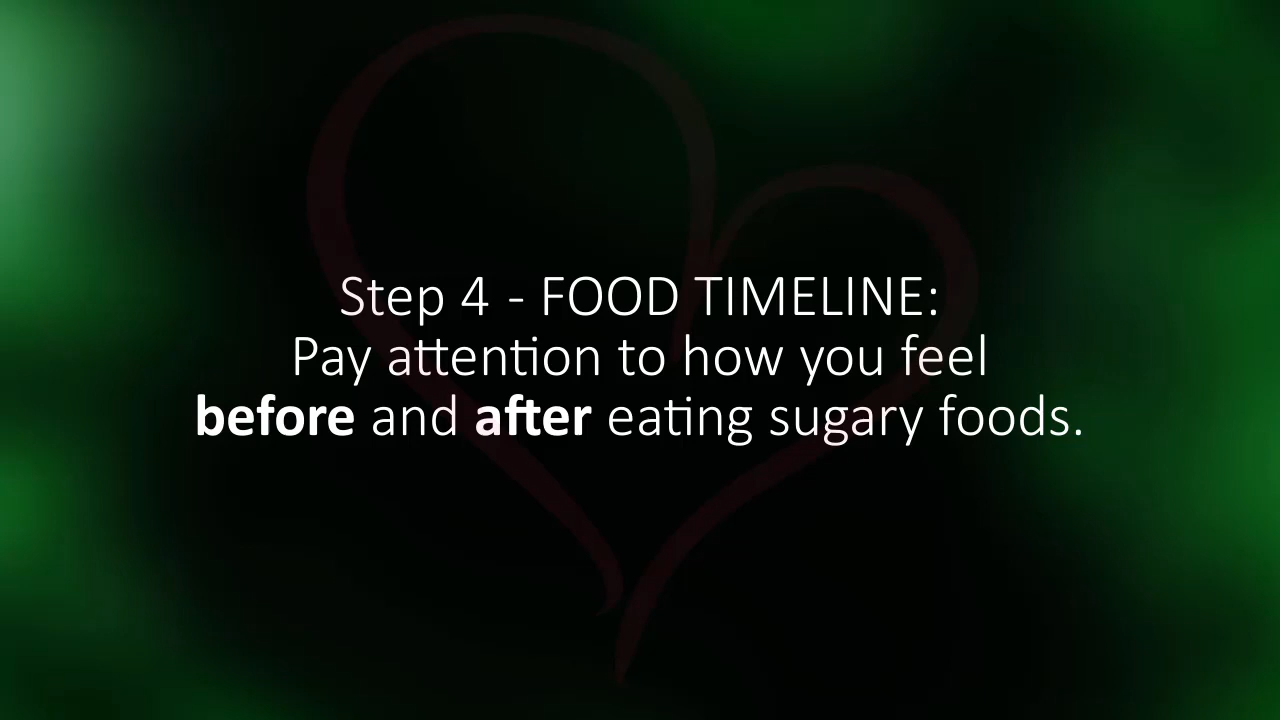 Step 4 - FOOD TIMELINE:
Pay attention to how you feel
before and after eating sugary foods.